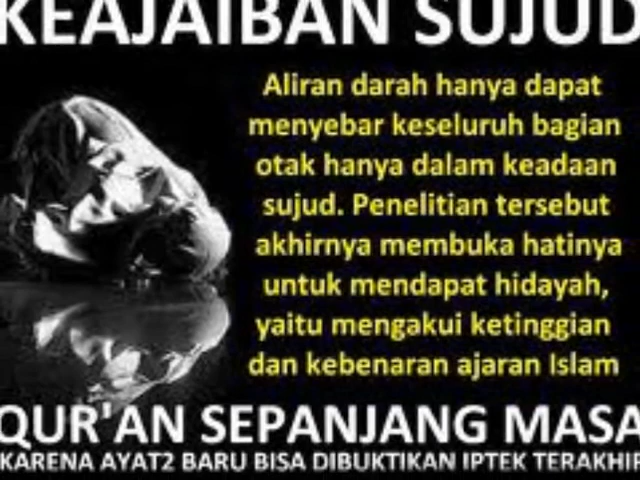 KEAJAIBAN SUJUD
Aliran darah hanya dapat
menyebar keseluruh bagian
otak hanya dalam keadaan
sujud. Penelitian tersebut
akhirnya membuka hatinya
untuk mendapat hidayah,
yaitu mengakui ketinggian
dan kebenaran ajaran Islam
QUR'AN SEPANJANG MASA
KARENA AYAT2 BARU BISA DIBUKTIKAN IPTEK TERAKHIR